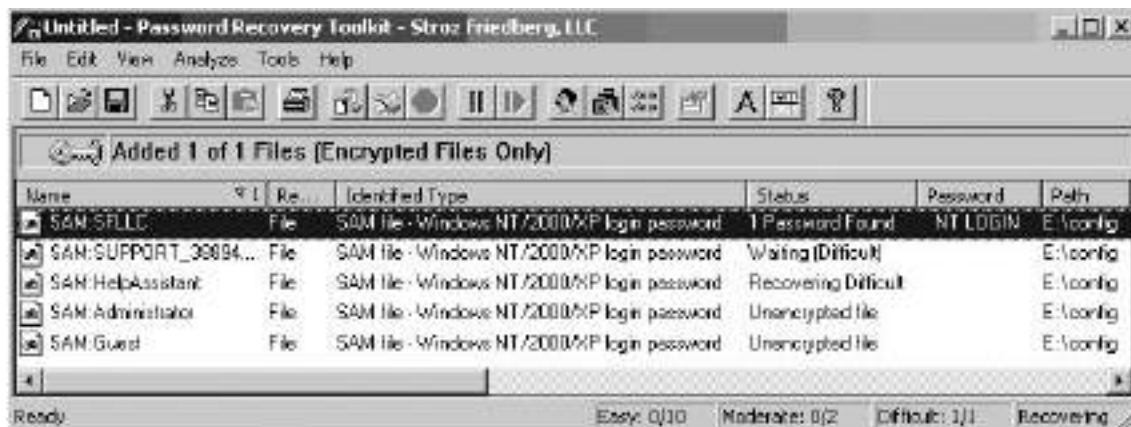 Untitled - Password Recovery Toolkit - Stroz Friedberg, LLC
File Edit View Analyze Tools Help
Added 1 of 1 Files (Encrypted Files Only)
Name Re... Identified Type Status Password Path
SAM:SFLLC File SAM file - Windows NT/2000/XP login password 1 Password Found NT LOGIN E:\config
SAM:SUPPORT_38894... File SAM file - Windows NT/2000/XP login password Waiting (Difficult) E:\config
SAM:HelpAssistant File SAM file - Windows NT/2000/XP login password Recovering Difficult E:\config
SAM:Administrator File SAM file - Windows NT/2000/XP login password Unencrypted file E:\config
SAM:Guest File SAM file - Windows NT/2000/XP login password Unencrypted file E:\config
Ready Easy: 0/10 Moderate: 0/2 Difficult: 1/1 Recovering